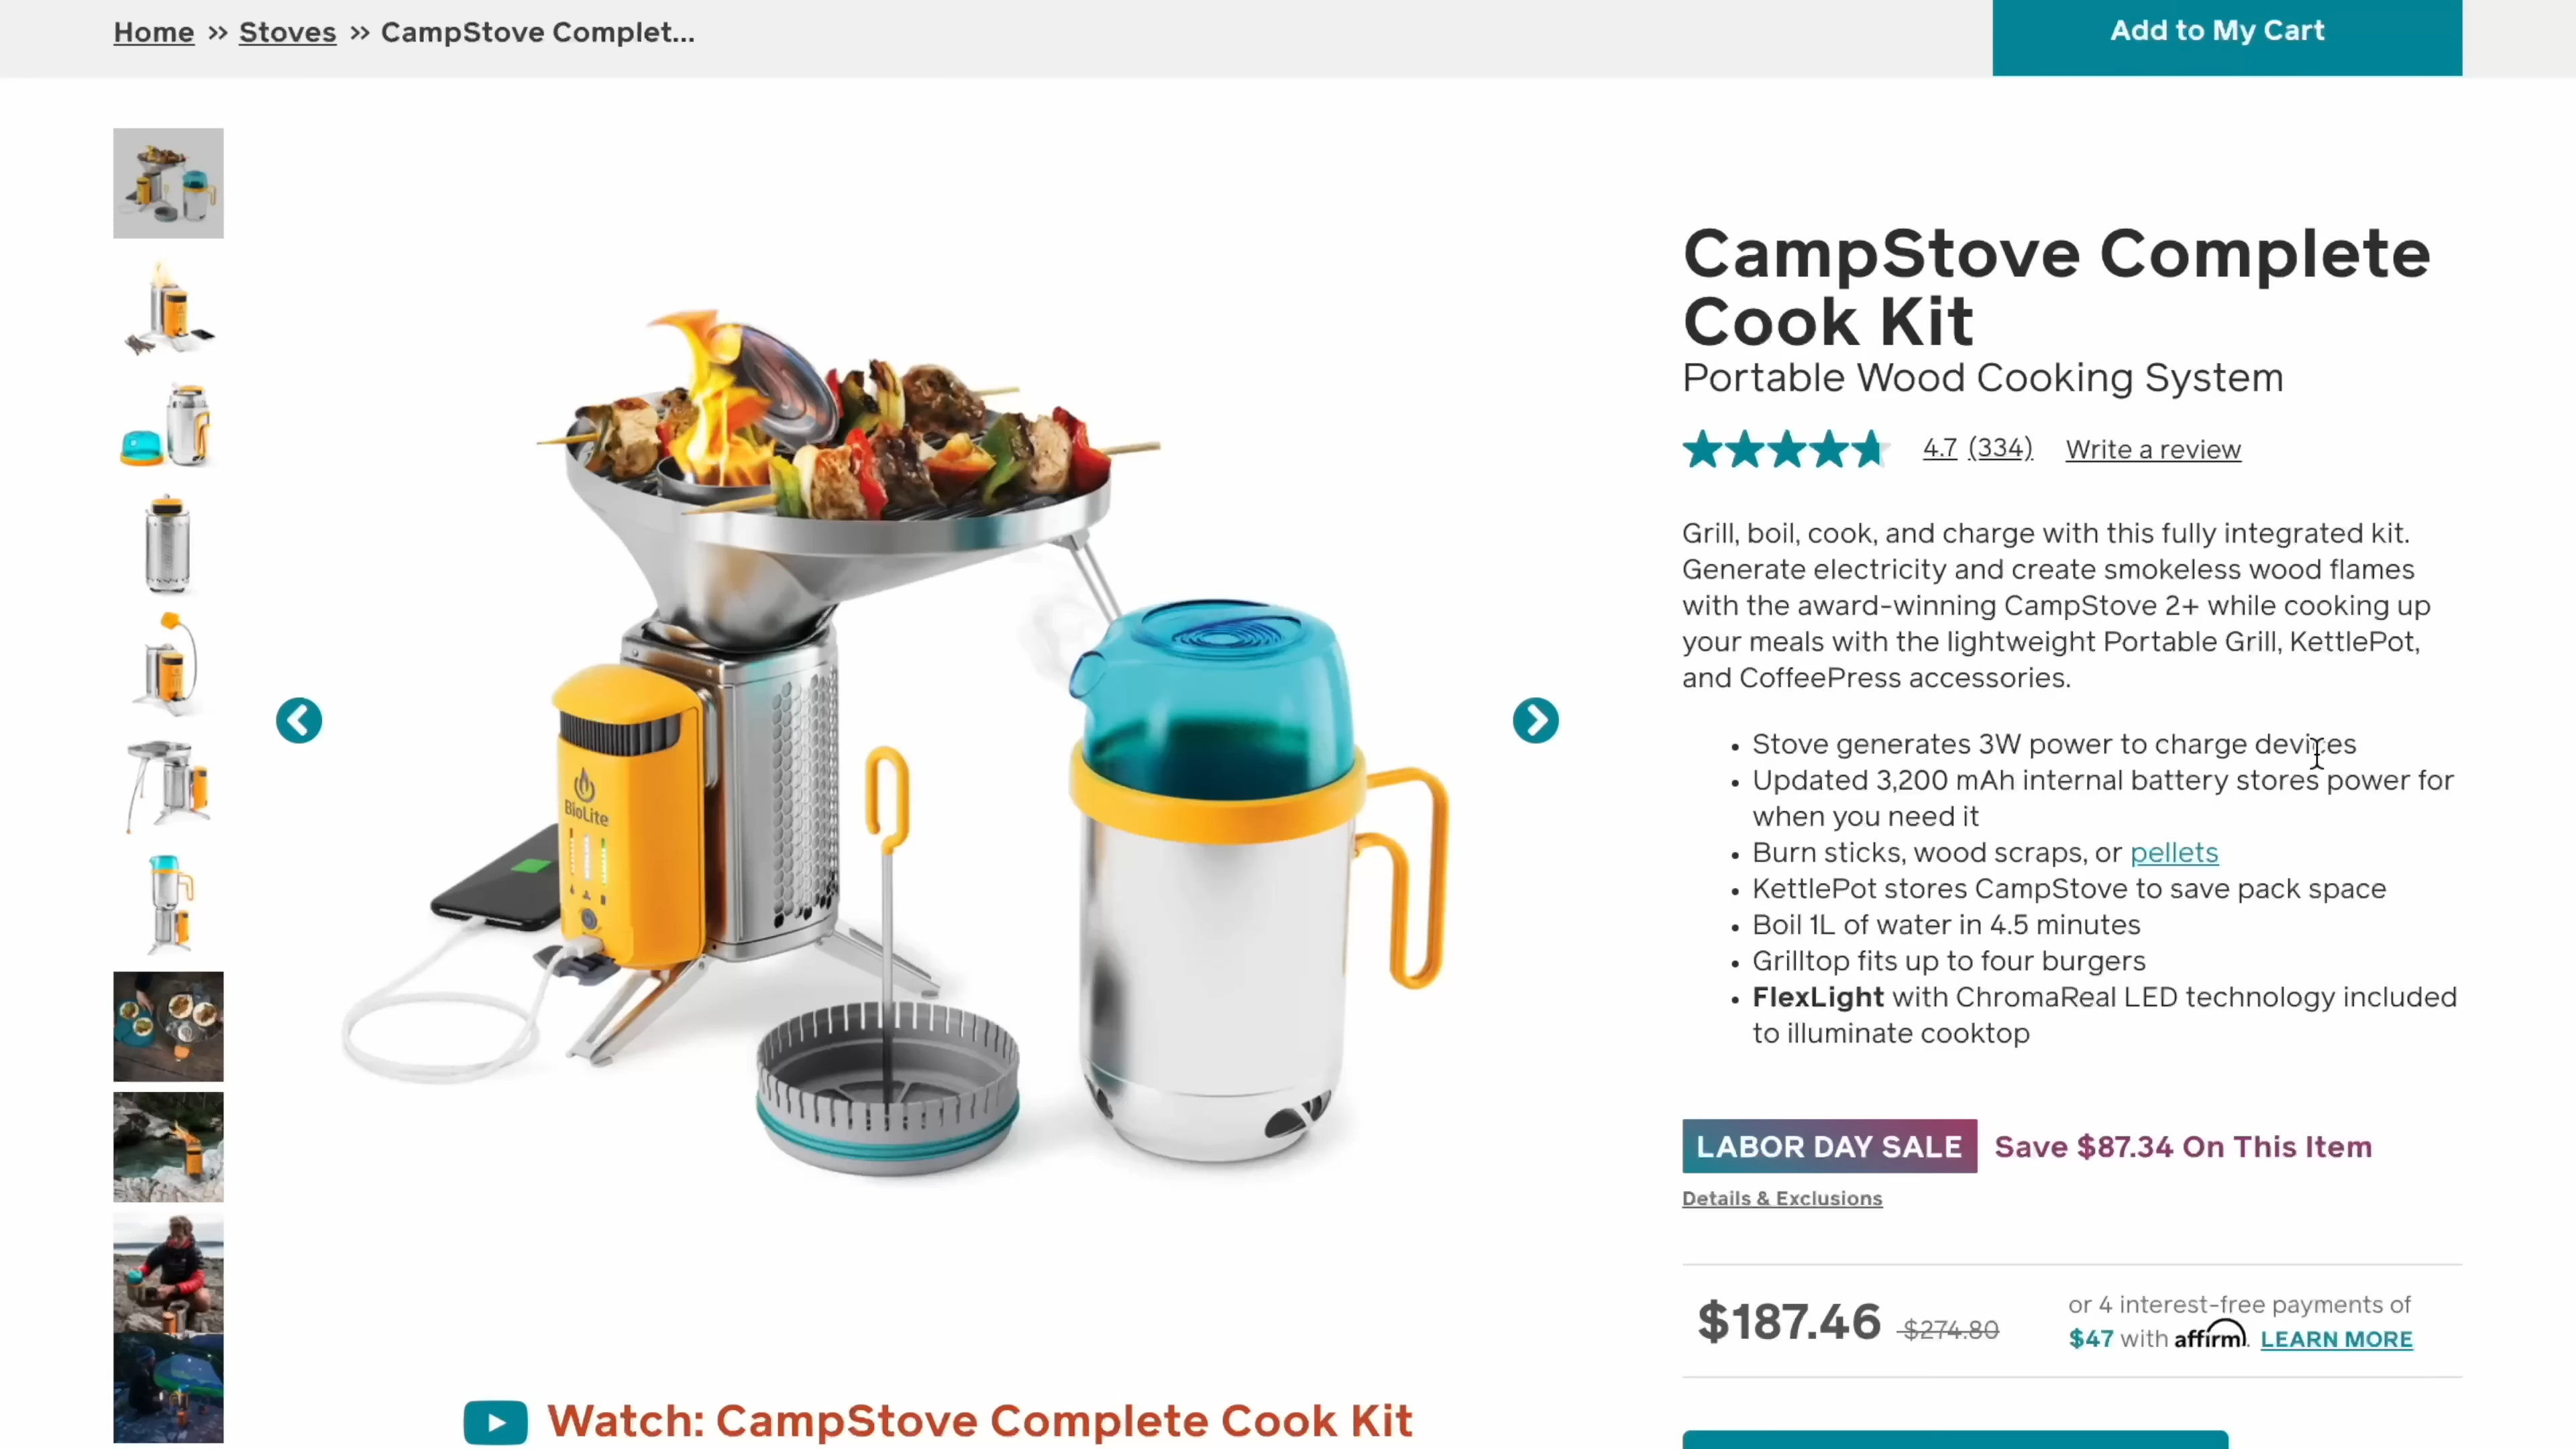 Home » Stoves » CampStove Complet...
Add to My Cart
BioLite
CampStove Complete
Cook Kit
Portable Wood Cooking System
4.7 (334) Write a review
Grill, boil, cook, and charge with this fully integrated kit.
Generate electricity and create smokeless wood flames
with the award-winning CampStove 2+ while cooking up
your meals with the lightweight Portable Grill, KettlePot,
and CoffeePress accessories.
• Stove generates 3W power to charge devices
• Updated 3,200 mAh internal battery stores power for
when you need it
• Burn sticks, wood scraps, or pellets
• KettlePot stores CampStove to save pack space
• Boil 1L of water in 4.5 minutes
• Grilltop fits up to four burgers
• FlexLight with ChromaReal LED technology included
to illuminate cooktop
LABOR DAY SALE Save $87.34 On This Item
Details & Exclusions
$187.46 $274.80
or 4 interest-free payments of
$47 with affirm. LEARN MORE
Watch: CampStove Complete Cook Kit